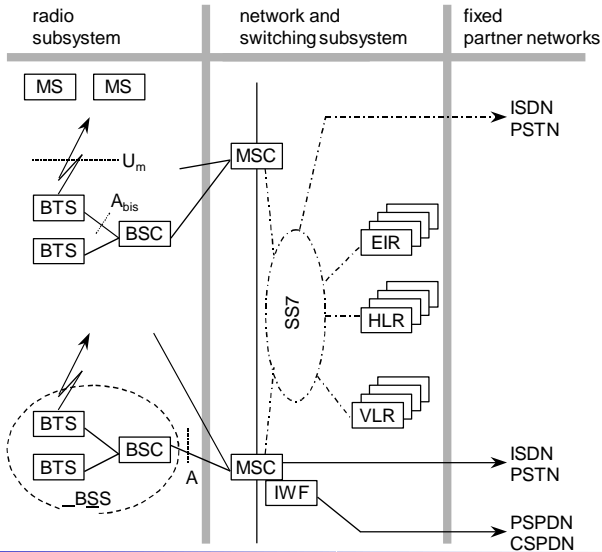 radio
subsystem
network and
switching subsystem
fixed
partner networks
MS
MS
ISDN
PSTN
Um
MSC
BTS
Abis
BSC
EIR
BTS
SS7
HLR
VLR
BTS
BSC
BTS
A
MSC
ISDN
PSTN
IWF
_BSS
PSPDN
CSPDN